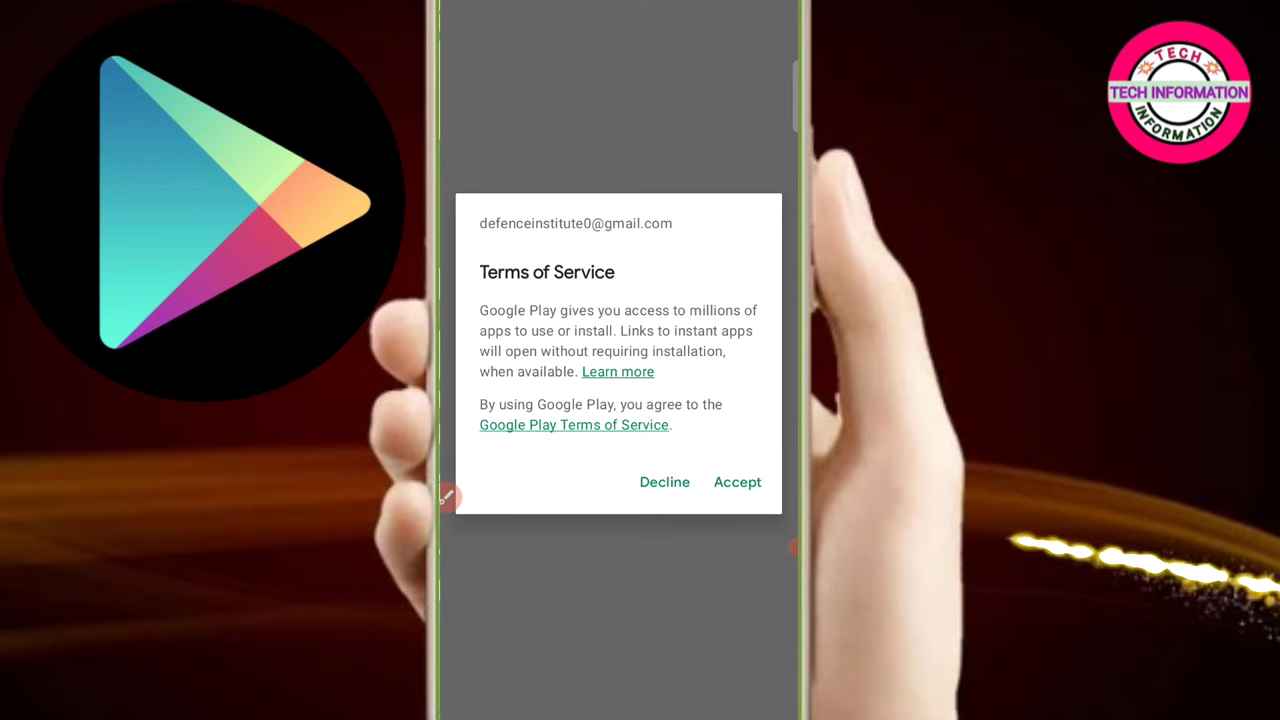 TECH
TECH INFORMATION
INFORMATION
defenceinstitute0@gmail.com
Terms of Service
Google Play gives you access to millions of
apps to use or install. Links to instant apps
will open without requiring installation,
when available. Learn more
By using Google Play, you agree to the
Google Play Terms of Service.
Decline Accept